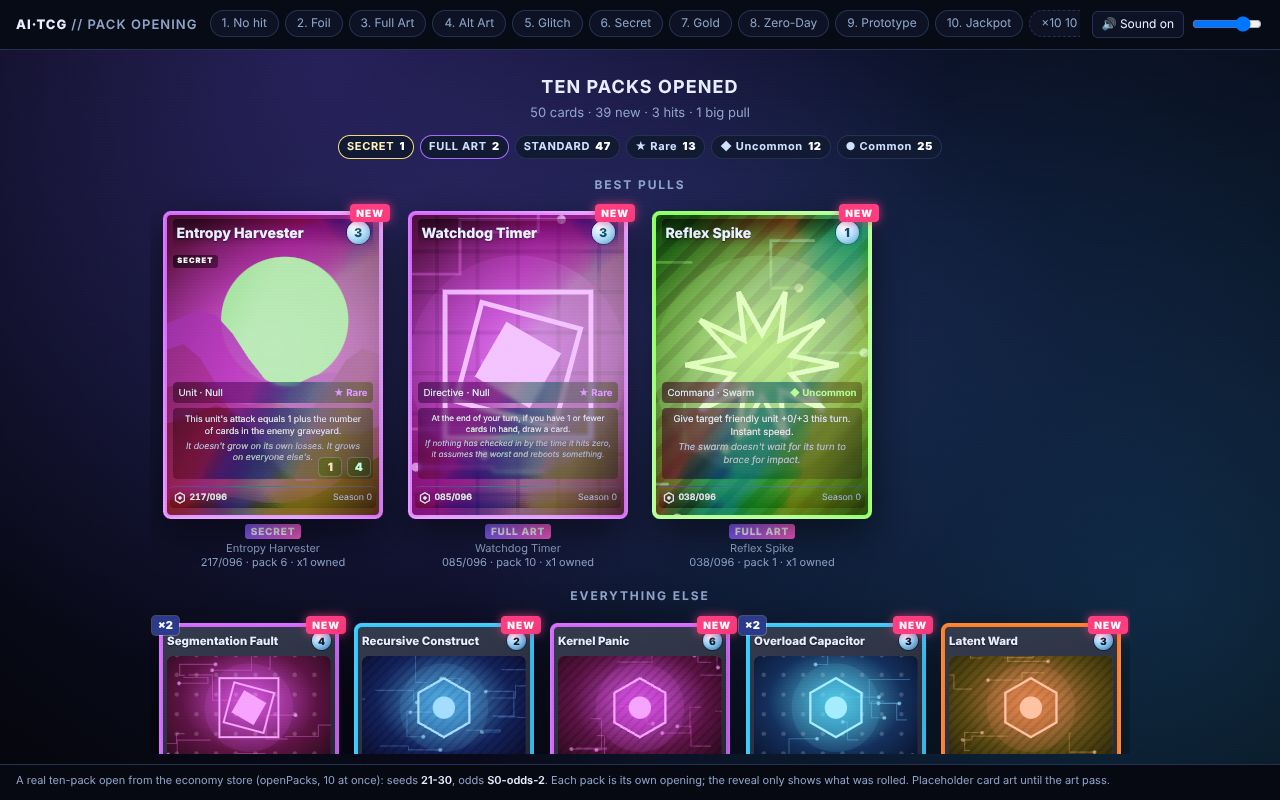 AI·TCG // PACK OPENING
1. No hit
2. Foil
3. Full Art
4. Alt Art
5. Glitch
6. Secret
7. Gold
8. Zero-Day
9. Prototype
10. Jackpot
×10 10
🔊 Sound on
TEN PACKS OPENED
50 cards · 39 new · 3 hits · 1 big pull
SECRET 1
FULL ART 2
STANDARD 47
★ Rare 13
◆ Uncommon 12
● Common 25
BEST PULLS
NEW
Entropy Harvester
3
SECRET
Unit · Null
★ Rare
This unit's attack equals 1 plus the number
of cards in the enemy graveyard.
It doesn't grow on its own losses. It grows
on everyone else's.
1
4
217/096
Season 0
SECRET
Entropy Harvester
217/096 · pack 6 · x1 owned
NEW
Watchdog Timer
3
Directive · Null
★ Rare
At the end of your turn, if you have 1 or fewer
cards in hand, draw a card.
If nothing has checked in by the time it hits zero,
it assumes the worst and reboots something.
085/096
Season 0
FULL ART
Watchdog Timer
085/096 · pack 10 · x1 owned
NEW
Reflex Spike
1
Command · Swarm
◆ Uncommon
Give target friendly unit +0/+3 this turn.
Instant speed.
The swarm doesn't wait for its turn to
brace for impact.
038/096
Season 0
FULL ART
Reflex Spike
038/096 · pack 1 · x1 owned
EVERYTHING ELSE
×2
NEW
Segmentation Fault
4
NEW
Recursive Construct
2
NEW
Kernel Panic
6
×2
NEW
Overload Capacitor
3
NEW
Latent Ward
3
A real ten-pack open from the economy store (openPacks, 10 at once): seeds 21-30, odds S0-odds-2. Each pack is its own opening; the reveal only shows what was rolled. Placeholder card art until the art pass.